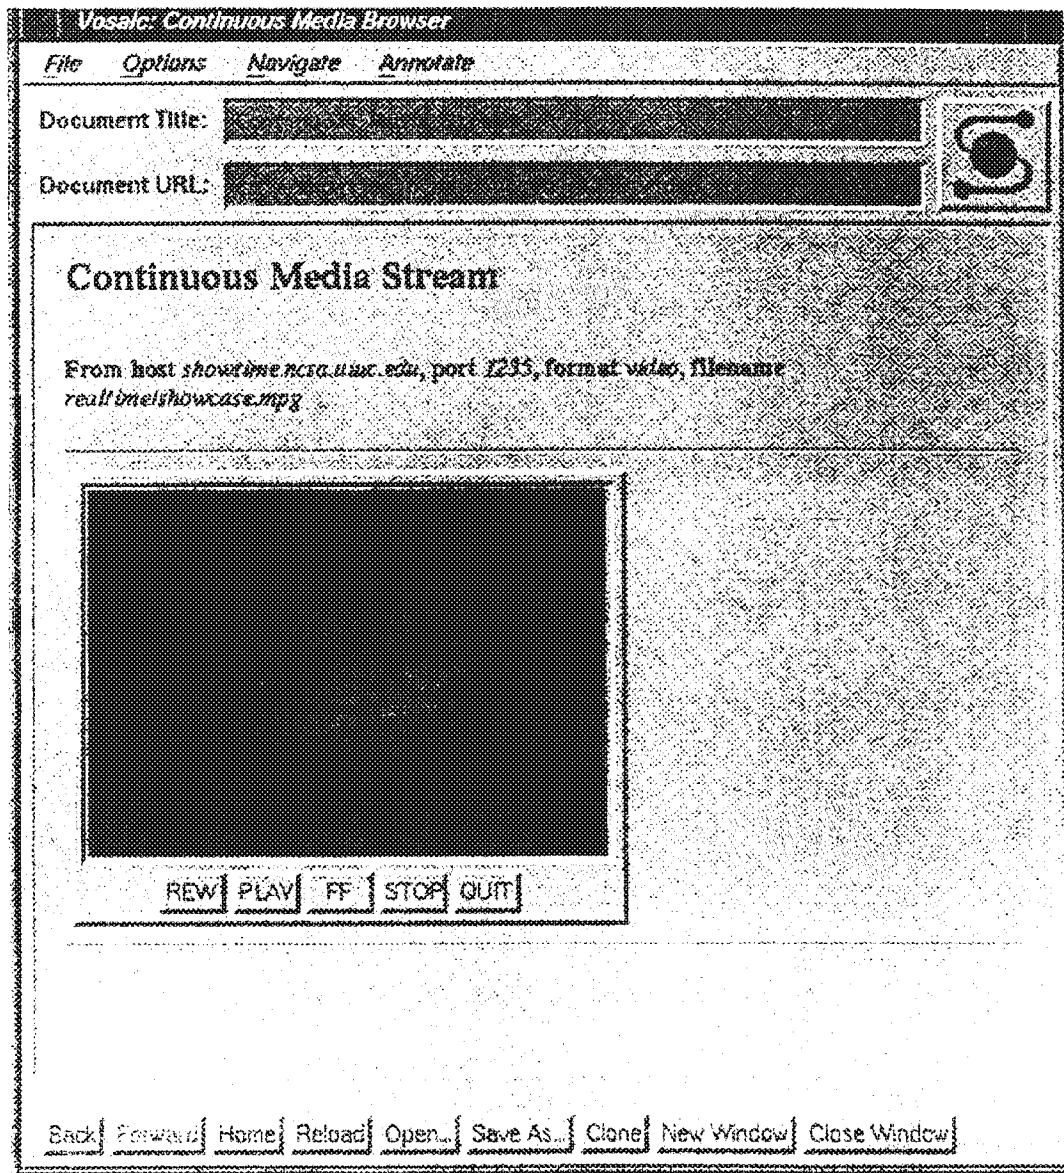 Vosaic: Continuous Media Browser
File Options Navigate Annotate
Document Title:
Document URL:
Continuous Media Stream
From host showtime.ncsa.uiuc.edu, port 1235, format video, filename
realtime/showcase.mpg
REW PLAY FF STOP QUIT
Back Forward Home Reload Open... Save As... Clone New Window Close Window